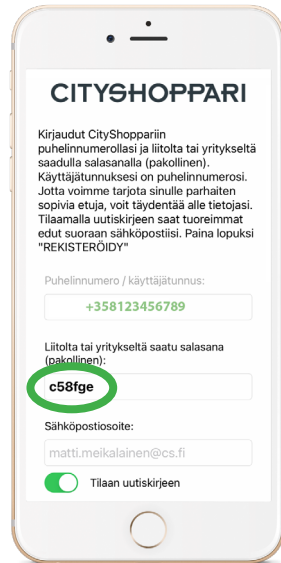 CITYSHOPPARI
Kirjaudut CityShoppariin
puhelinnumerollasi ja liitolta tai yritykseltä
saadulla salasanalla (pakollinen).
Käyttäjätunnuksesi on puhelinnumerosi.
Jotta voimme tarjota sinulle parhaiten
sopivia etuja, voit täydentää alle tietojasi.
Tilaamalla uutiskirjeen saat tuoreimmat
edut suoraan sähköpostiisi. Paina lopuksi
"REKISTERÖIDY"
Puhelinnumero / käyttäjätunnus:
+358123456789
Liitolta tai yritykseltä saatu salasana
(pakollinen):
c58fge
Sähköpostiosoite:
matti.meikalainen@cs.fi
Tilaan uutiskirjeen